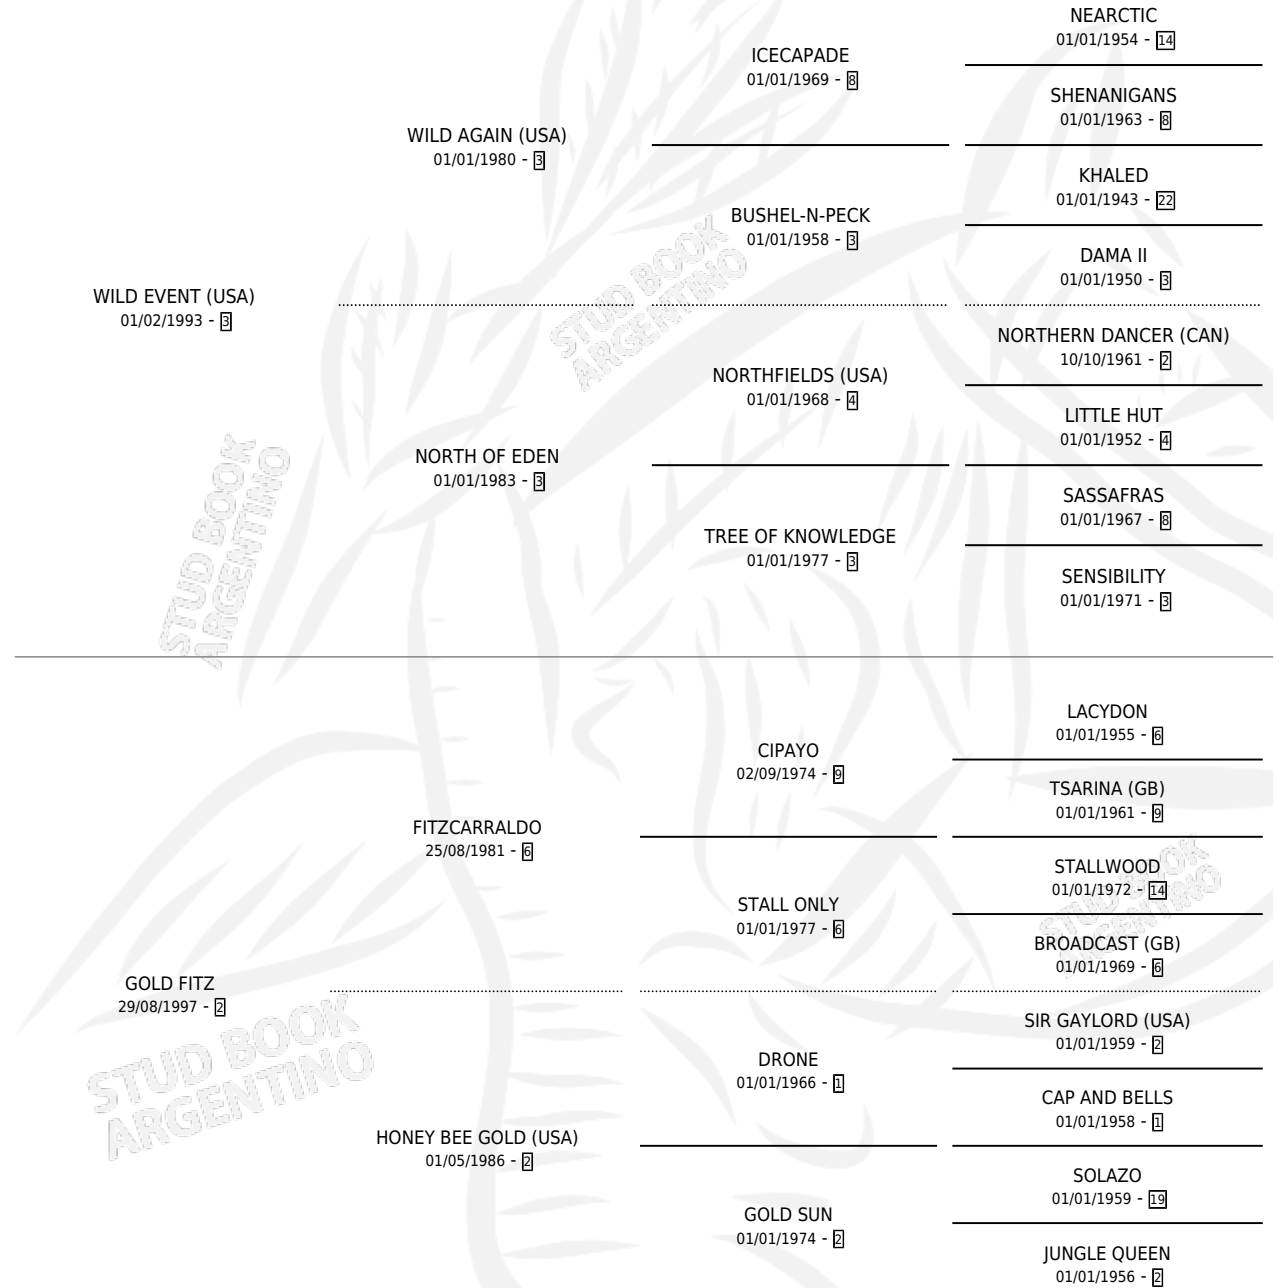 NEARCTIC
01/01/1954 - 14
ICECAPADE
01/01/1969 - 8
SHENANIGANS
01/01/1963 - 8
WILD AGAIN (USA)
01/01/1980 - 3
KHALED
01/01/1943 - 22
BUSHEL-N-PECK
01/01/1958 - 3
DAMA II
01/01/1950 - 3
WILD EVENT (USA)
01/02/1993 - 3
STUD BOOK
ARGENTINO
NORTHERN DANCER (CAN)
10/10/1961 - 2
NORTHFIELDS (USA)
01/01/1968 - 4
LITTLE HUT
01/01/1952 - 4
NORTH OF EDEN
01/01/1983 - 3
SASSAFRAS
01/01/1967 - 8
TREE OF KNOWLEDGE
01/01/1977 - 3
SENSIBILITY
01/01/1971 - 3
STUD BOOK
ARGENTINO
LACYDON
01/01/1955 - 6
CIPAYO
02/09/1974 - 9
TSARINA (GB)
01/01/1961 - 9
FITZCARRALDO
25/08/1981 - 6
STALLWOOD
01/01/1972 - 14
STALL ONLY
01/01/1977 - 6
STUD BOOK
ARGENTINO
BROADCAST (GB)
01/01/1969 - 6
GOLD FITZ
29/08/1997 - 2
SIR GAYLORD (USA)
01/01/1959 - 2
DRONE
01/01/1966 - 1
CAP AND BELLS
01/01/1958 - 1
STUD BOOK
ARGENTINO
HONEY BEE GOLD (USA)
01/05/1986 - 2
SOLAZO
01/01/1959 - 19
GOLD SUN
01/01/1974 - 2
JUNGLE QUEEN
01/01/1956 - 2